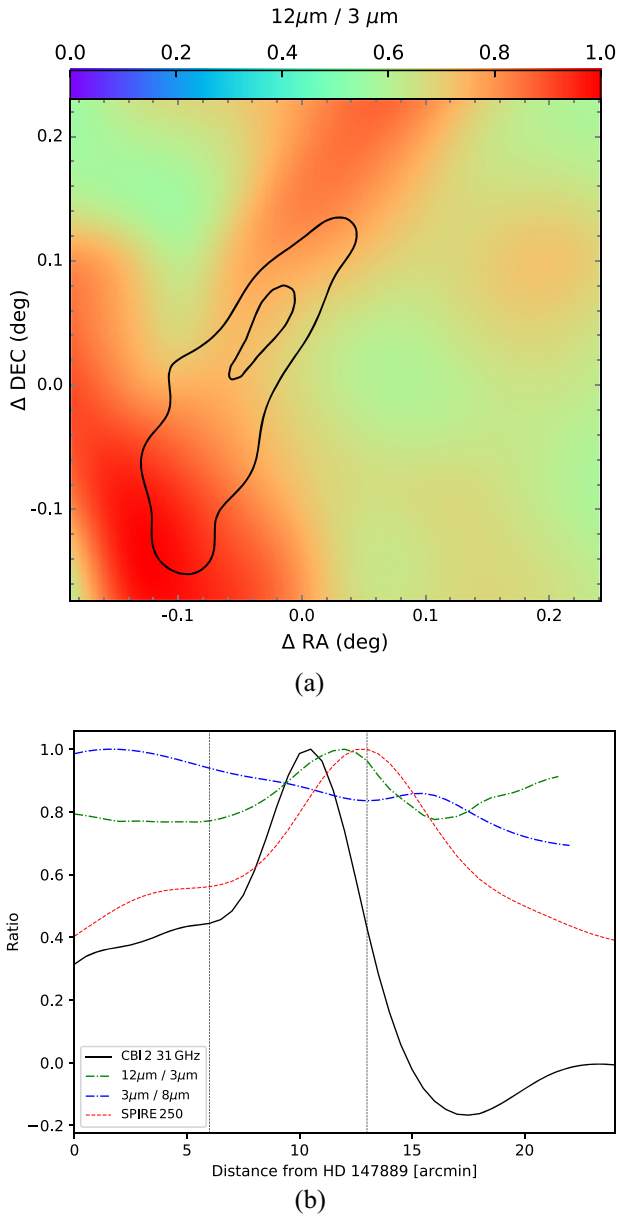 12μm / 3 μm
0.0 0.2 0.4 0.6 0.8 1.0
0.2
0.1
0.0
-0.1
Δ DEC (deg)
-0.1 0.0 0.1 0.2
Δ RA (deg)
(a)
1.0
0.8
0.6
0.4
0.2
0.0
−0.2
Ratio
CBI 2 31 GHz
12μm / 3μm
3μm / 8μm
SPIRE 250
0 5 10 15 20
Distance from HD 147889 [arcmin]
(b)